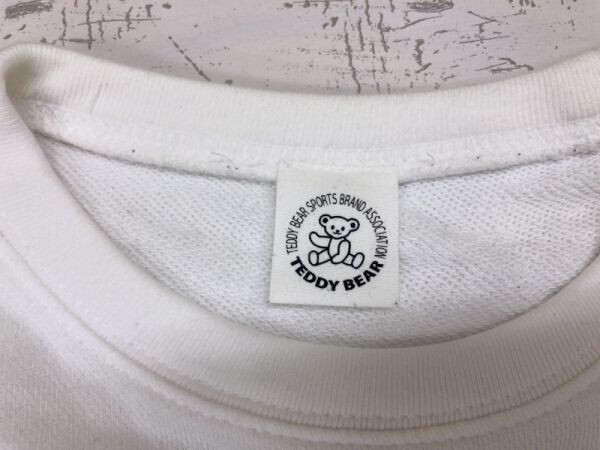 TEDDY BEAR SPORTS BRAND ASSOCIATION
TEDDY BEAR